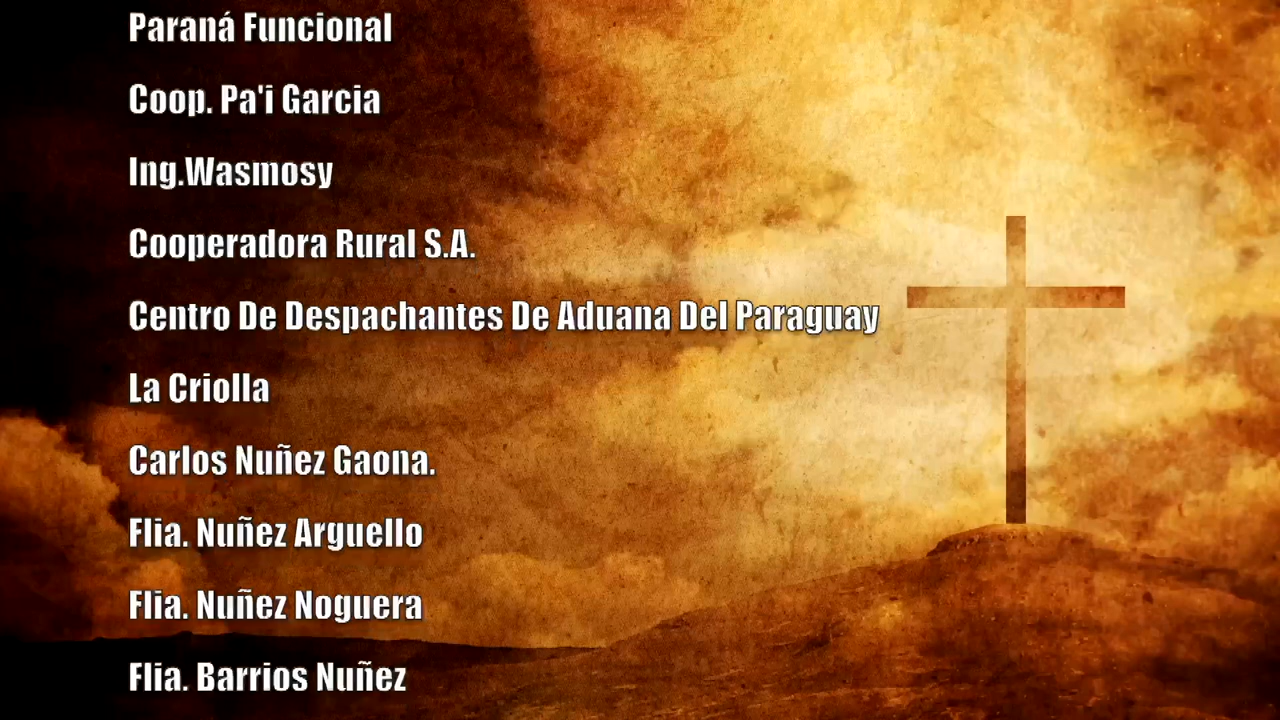 Paraná Funcional
Coop. Pa'i Garcia
Ing.Wasmosy
Cooperadora Rural S.A.
Centro De Despachantes De Aduana Del Paraguay
La Criolla
Carlos Nuñez Gaona.
Flia. Nuñez Arguello
Flia. Nuñez Noguera
Flia. Barrios Nuñez